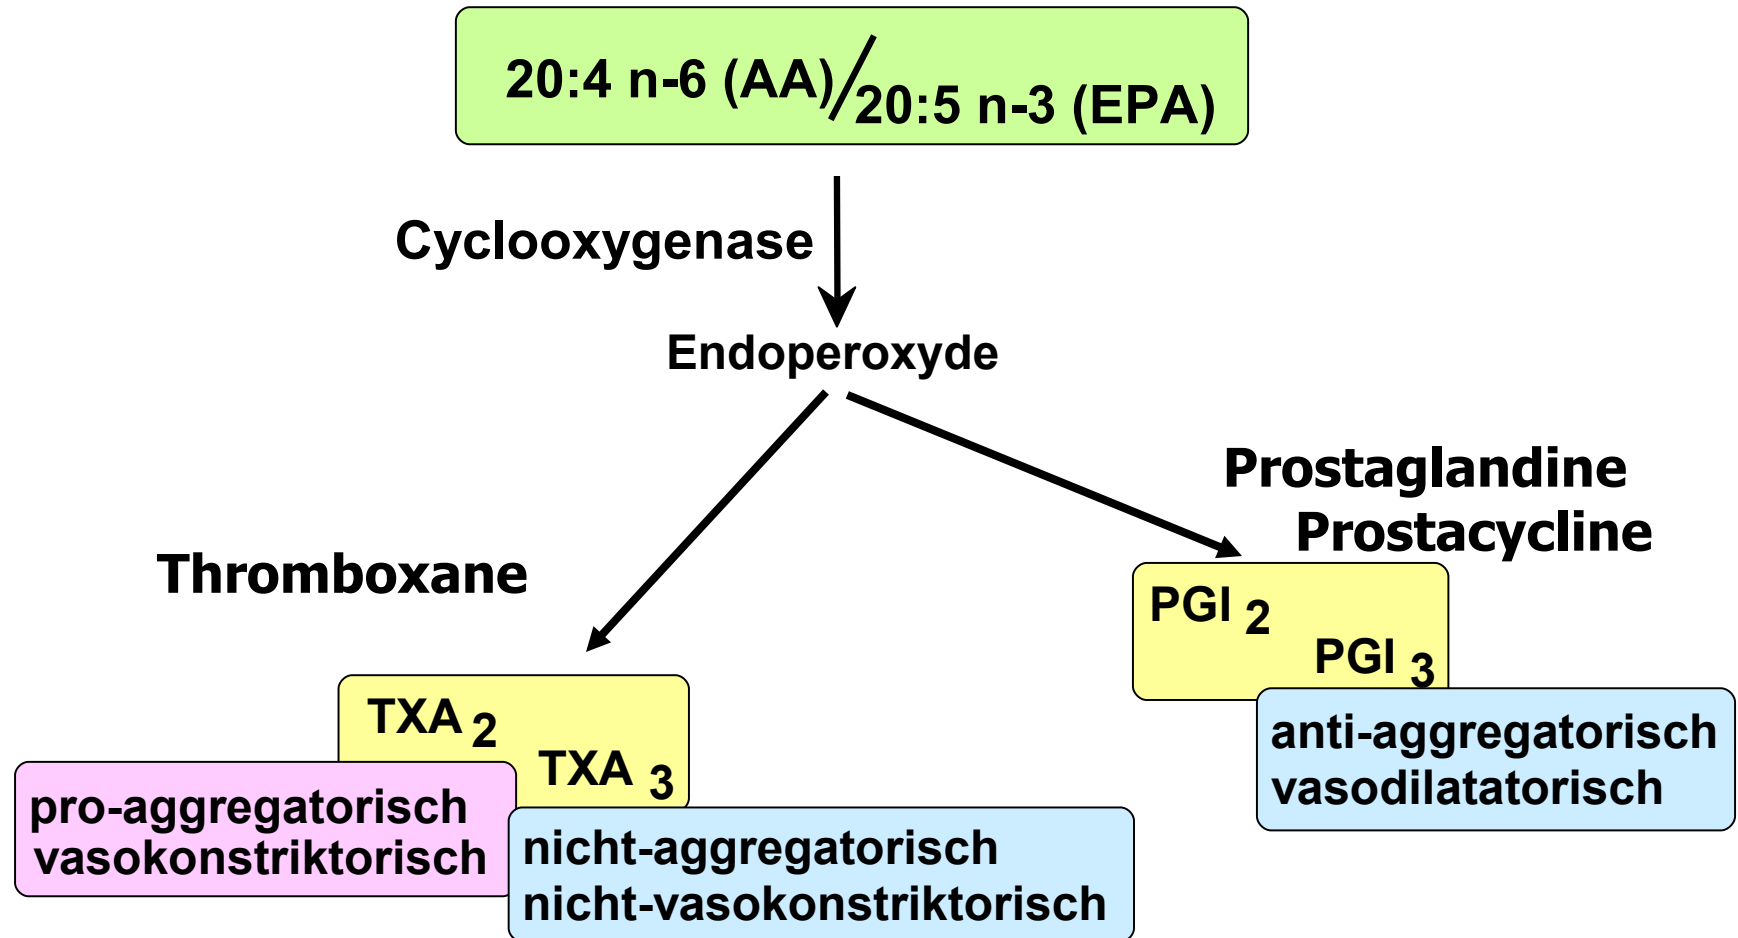 20:4 n-6 (AA)/20:5 n-3 (EPA)
Cyclooxygenase
Endoperoxyde
Prostaglandine
Prostacycline
Thromboxane
PGI 2
PGI 3
TXA 2
TXA 3
anti-aggregatorisch
vasodilatatorisch
pro-aggregatorisch
vasokonstriktorisch
nicht-aggregatorisch
nicht-vasokonstriktorisch